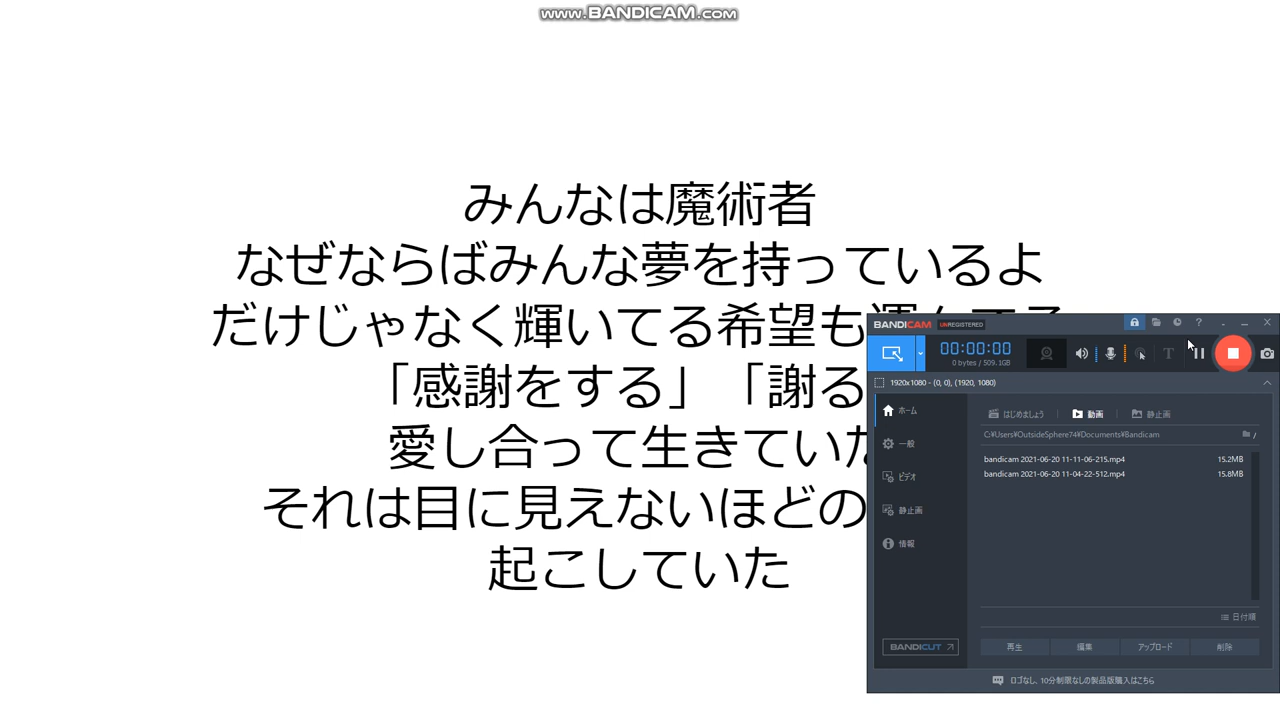 www.BANDICAM.com
みんなは魔術者
なぜならばみんな夢を持っているよ
だけじゃなく輝いてる希望も運んでる
「感謝をする」「謝る
愛し合って生きていた
それは目に見えないほどの
起こしていた
BANDICAM UNREGISTERED
00:00:00
0 bytes / 509.1GB
1920x1080 - (0, 0), (1920, 1080)
ホーム
一般
ビデオ
静止画
情報
BANDICUT
はじめましょう
動画
静止画
C:¥Users¥OutsideSphere74¥Documents¥Bandicam
bandicam 2021-06-20 11-11-06-215.mp4 15.2MB
bandicam 2021-06-20 11-04-22-512.mp4 15.8MB
日付順
再生 編集 アップロード 削除
ロゴなし、10分制限なしの製品版購入はこちら